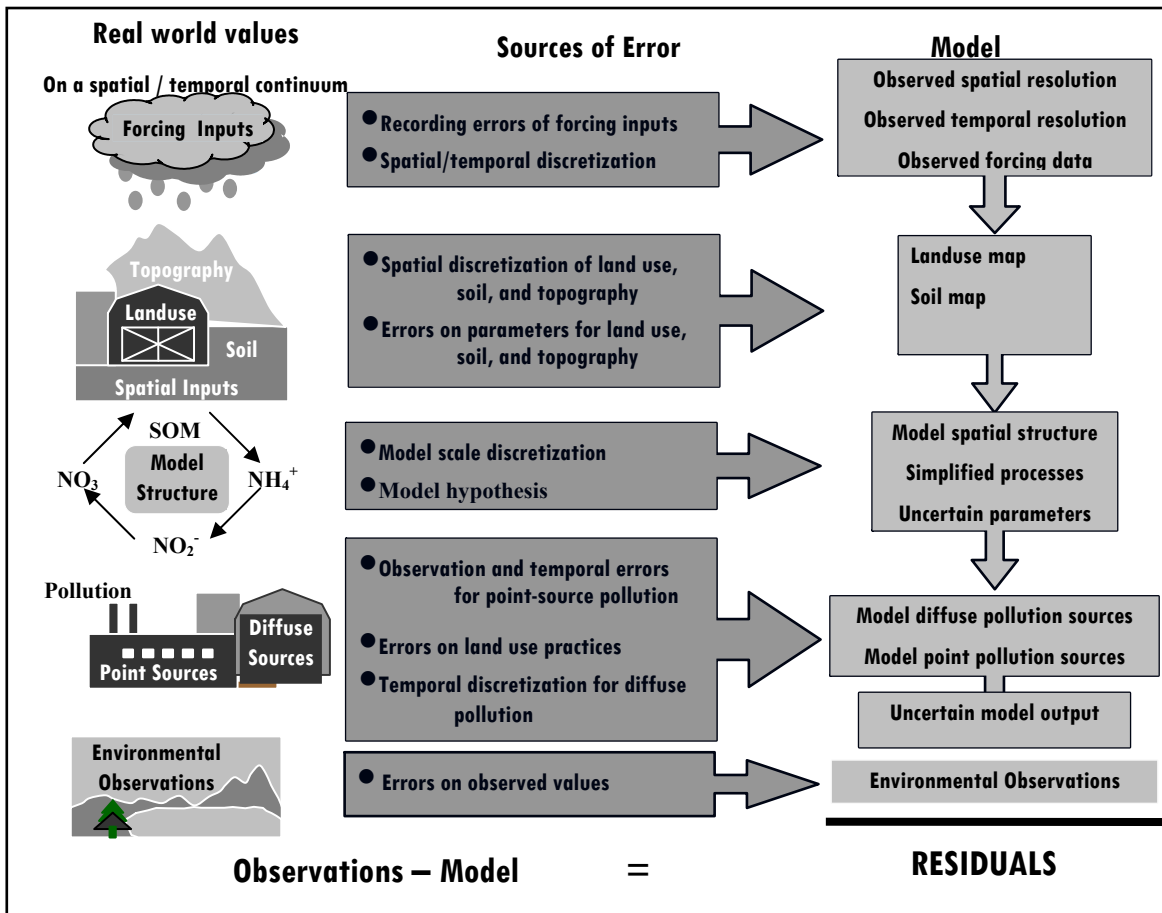 Real world values
Sources of Error
Model
On a spatial / temporal continuum
Forcing Inputs
• Recording errors of forcing inputs
• Spatial/temporal discretization
Observed spatial resolution
Observed temporal resolution
Observed forcing data
Topography
Landuse
Soil
Spatial Inputs
• Spatial discretization of land use,
soil, and topography
• Errors on parameters for land use,
soil, and topography
Landuse map
Soil map
SOM
NO₃
Model
Structure
NH₄⁺
NO₂⁻
• Model scale discretization
• Model hypothesis
Model spatial structure
Simplified processes
Uncertain parameters
Pollution
Diffuse
Sources
Point Sources
• Observation and temporal errors
for point-source pollution
• Errors on land use practices
• Temporal discretization for diffuse
pollution
Model diffuse pollution sources
Model point pollution sources
Uncertain model output
Environmental
Observations
• Errors on observed values
Environmental Observations
Observations – Model = RESIDUALS